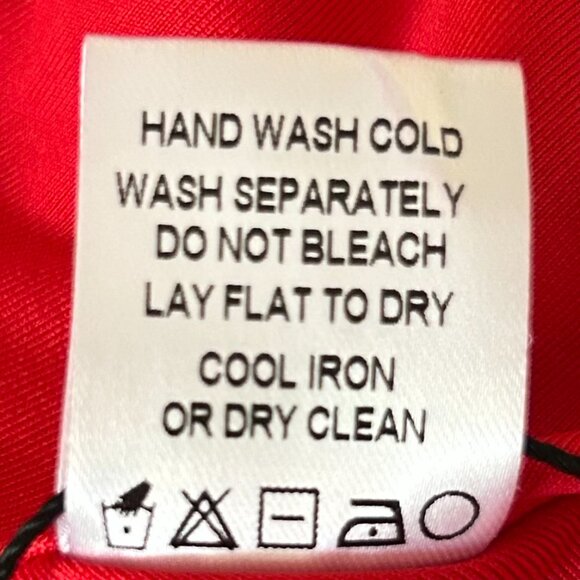 HAND WASH COLD
WASH SEPARATELY
DO NOT BLEACH
LAY FLAT TO DRY
COOL IRON
OR DRY CLEAN